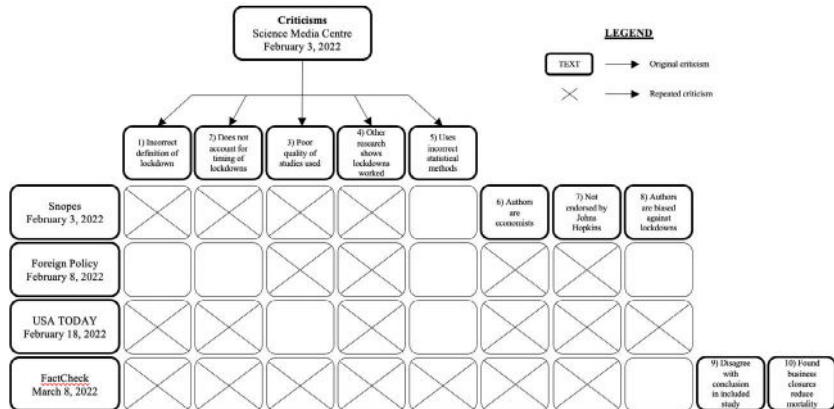 Criticisms
Science Media Centre
February 3, 2022
LEGEND
TEXT
Original criticism
Repeated criticism
1) Incorrect
definition of
lockdown
2) Does not
account for
timing of
lockdowns
3) Poor
quality of
studies used
4) Other
research
shows
lockdowns
worked
5) Uses
incorrect
statistical
methods
Snopes
February 3, 2022
6) Authors
are
economists
7) Not
endorsed by
Johns
Hopkins
8) Authors
are biased
against
lockdowns
Foreign Policy
February 8, 2022
USA TODAY
February 18, 2022
FactCheck
March 8, 2022
9) Disagree
with
conclusion
in included
study
10) Found
business
closures
reduce
mortality